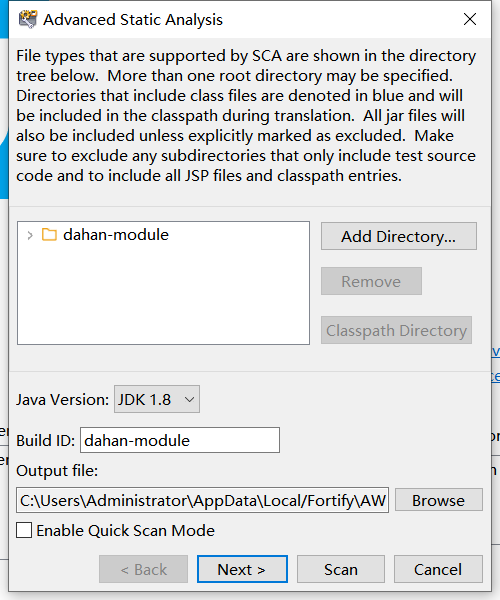 Advanced Static Analysis
File types that are supported by SCA are shown in the directory
tree below.  More than one root directory may be specified.
Directories that include class files are denoted in blue and will
be included in the classpath during translation.  All jar files will
also be included unless explicitly marked as excluded.  Make
sure to exclude any subdirectories that only include test source
code and to include all JSP files and classpath entries.
dahan-module
Add Directory...
Remove
Classpath Directory
Java Version: JDK 1.8
Build ID: dahan-module
Output file:
C:\Users\Administrator\AppData\Local/Fortify\AW
Browse
Enable Quick Scan Mode
< Back
Next >
Scan
Cancel